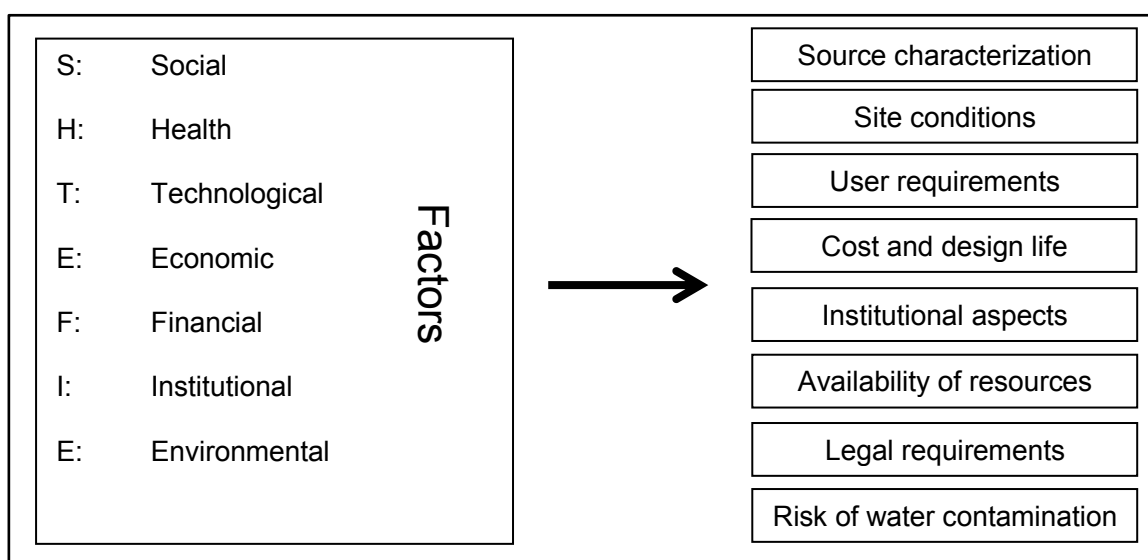 S: Social
H: Health
T: Technological
E: Economic
F: Financial
I: Institutional
E: Environmental
Factors
Source characterization
Site conditions
User requirements
Cost and design life
Institutional aspects
Availability of resources
Legal requirements
Risk of water contamination